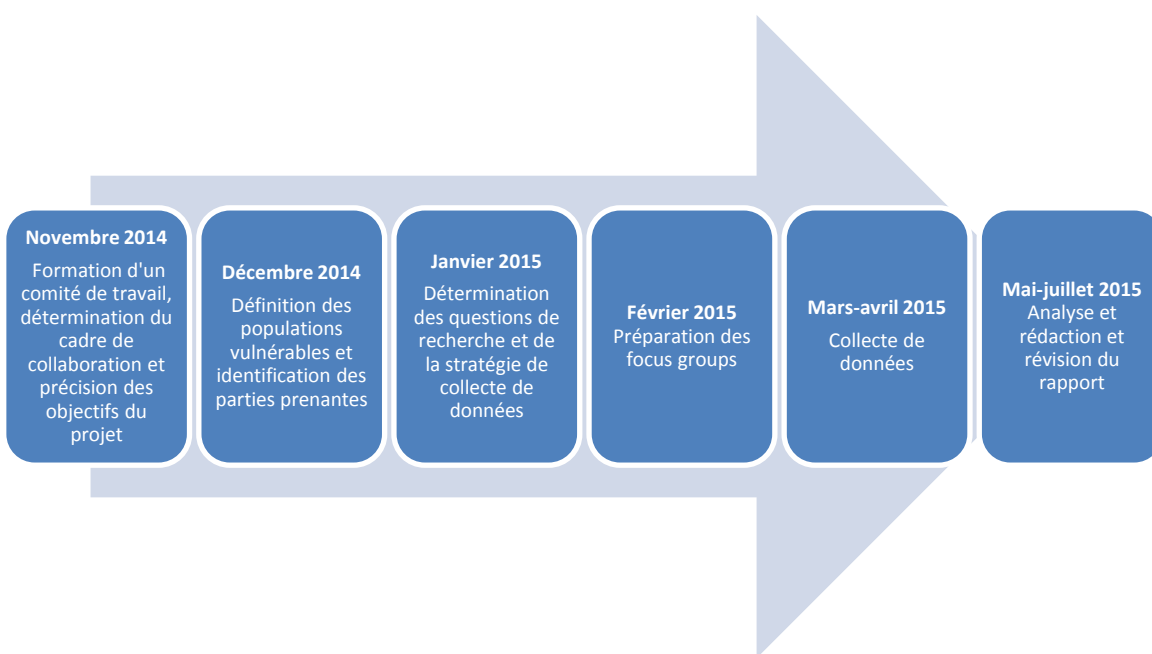 Novembre 2014
Formation d'un
comité de travail,
détermination du
cadre de
collaboration et
précision des
objectifs du
projet
Décembre 2014
Définition des
populations
vulnérables et
identification des
parties prenantes
Janvier 2015
Détermination
des questions de
recherche et de
la stratégie de
collecte de
données
Février 2015
Préparation des
focus groups
Mars-avril 2015
Collecte de
données
Mai-juillet 2015
Analyse et
rédaction et
révision du
rapport